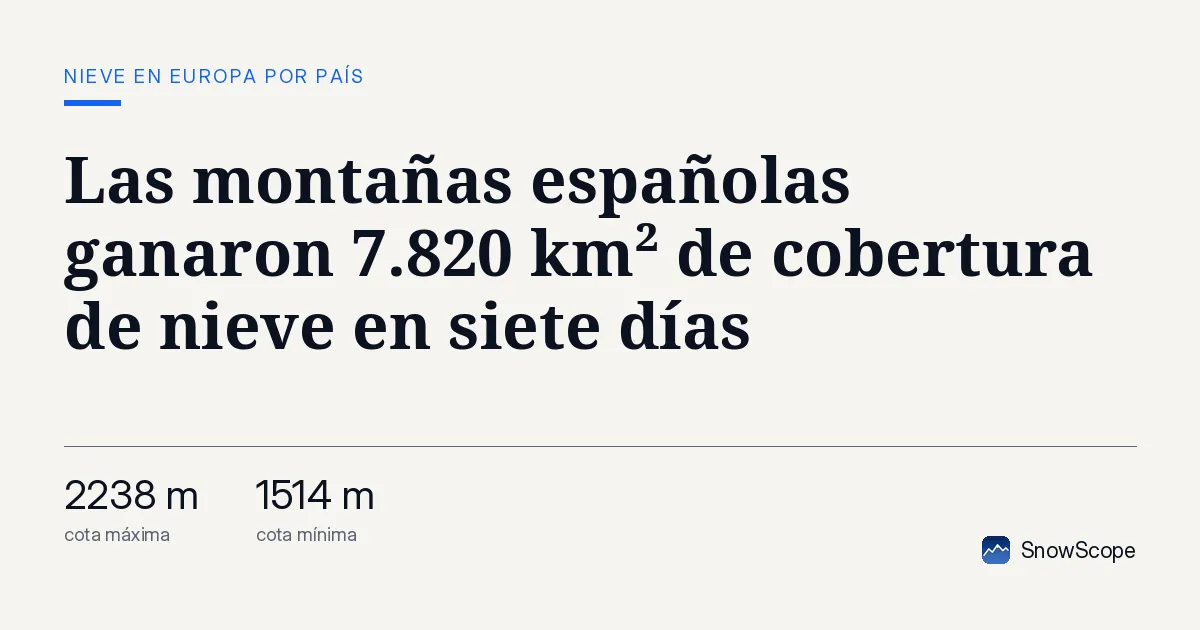 NIEVE EN EUROPA POR PAÍS
Las montañas españolas
ganaron 7.820 km² de cobertura
de nieve en siete días
2238 m
cota máxima
1514 m
cota mínima
SnowScope